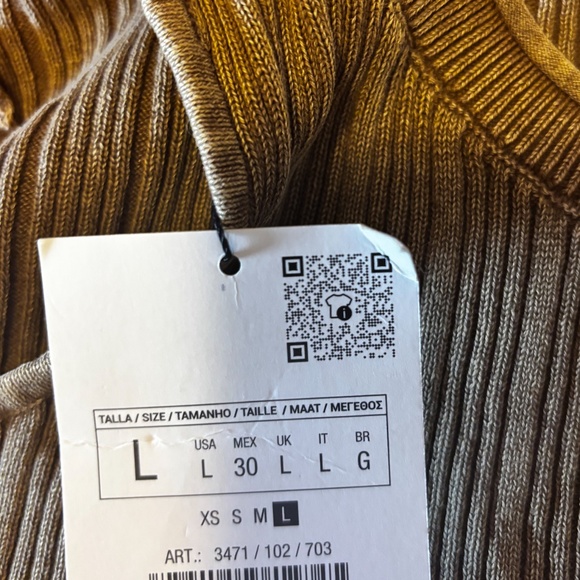 TALLA / SIZE / TAMANHO / TAILLE / MAAT / ΜΕΓΕΘΟΣ
USA MEX UK IT BR
L L 30 L L G
XS S M L
ART.: 3471 / 102 / 703